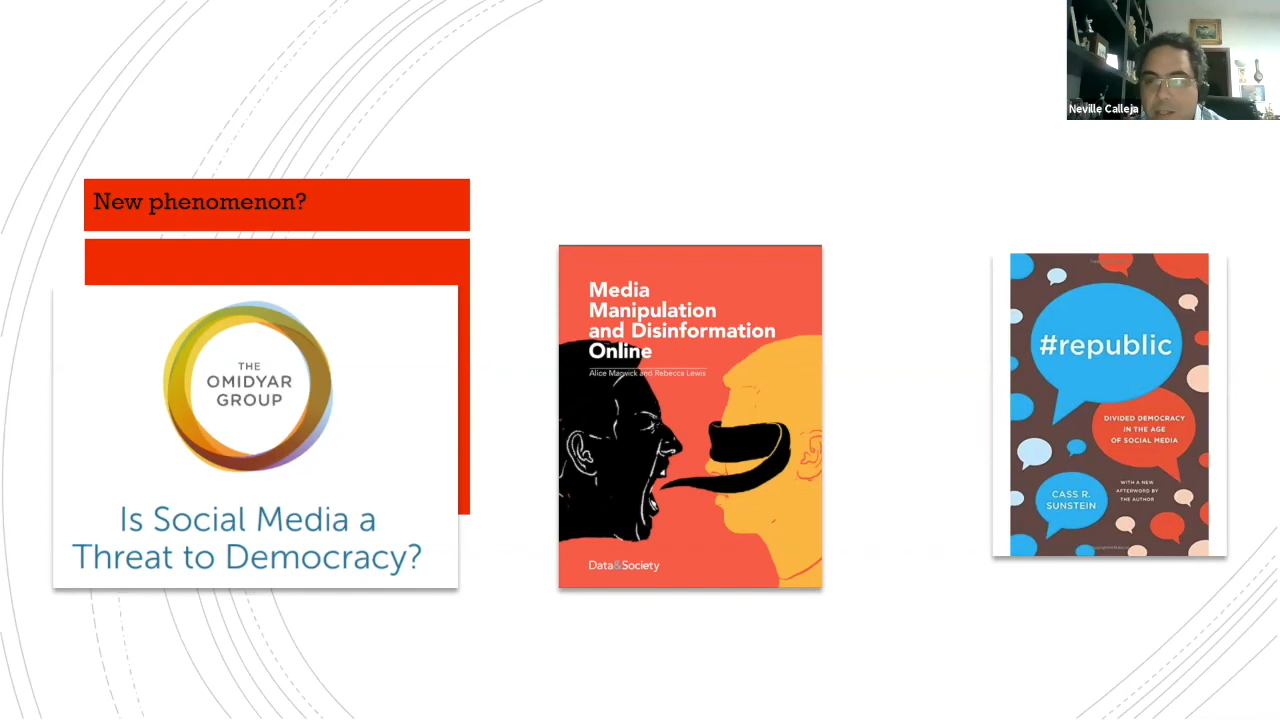 Neville Calleja
New phenomenon?
THE
OMIDYAR
GROUP
Is Social Media a
Threat to Democracy?
Media
Manipulation
and Disinformation
Online
Alice Marwick and Rebecca Lewis
Data&Society
#republic
DIVIDED DEMOCRACY
IN THE AGE
OF SOCIAL MEDIA
WITH A NEW
AFTERWORD BY
THE AUTHOR
CASS R.
SUNSTEIN